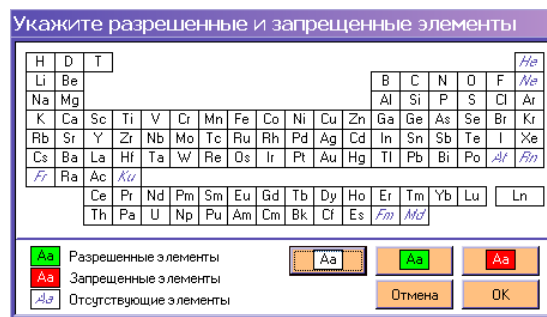 Укажите разрешенные и запрещенные элементы
H D T He
Li Be B C N O F Ne
Na Mg Al Si P S Cl Ar
K Ca Sc Ti V Cr Mn Fe Co Ni Cu Zn Ga Ge As Se Br Kr
Rb Sr Y Zr Nb Mo Tc Ru Rh Pd Ag Cd In Sn Sb Te I Xe
Cs Ba La Hf Ta W Re Os Ir Pt Au Hg Tl Pb Bi Po At Rn
Fr Ra Ac Ku
Ce Pr Nd Pm Sm Eu Gd Tb Dy Ho Er Tm Yb Lu Ln
Th Pa U Np Pu Am Cm Bk Cf Es Fm Md
Aa Разрешенные элементы Aa Aa Aa
Aa Запрещенные элементы
Aa Отсутствующие элементы Отмена OK